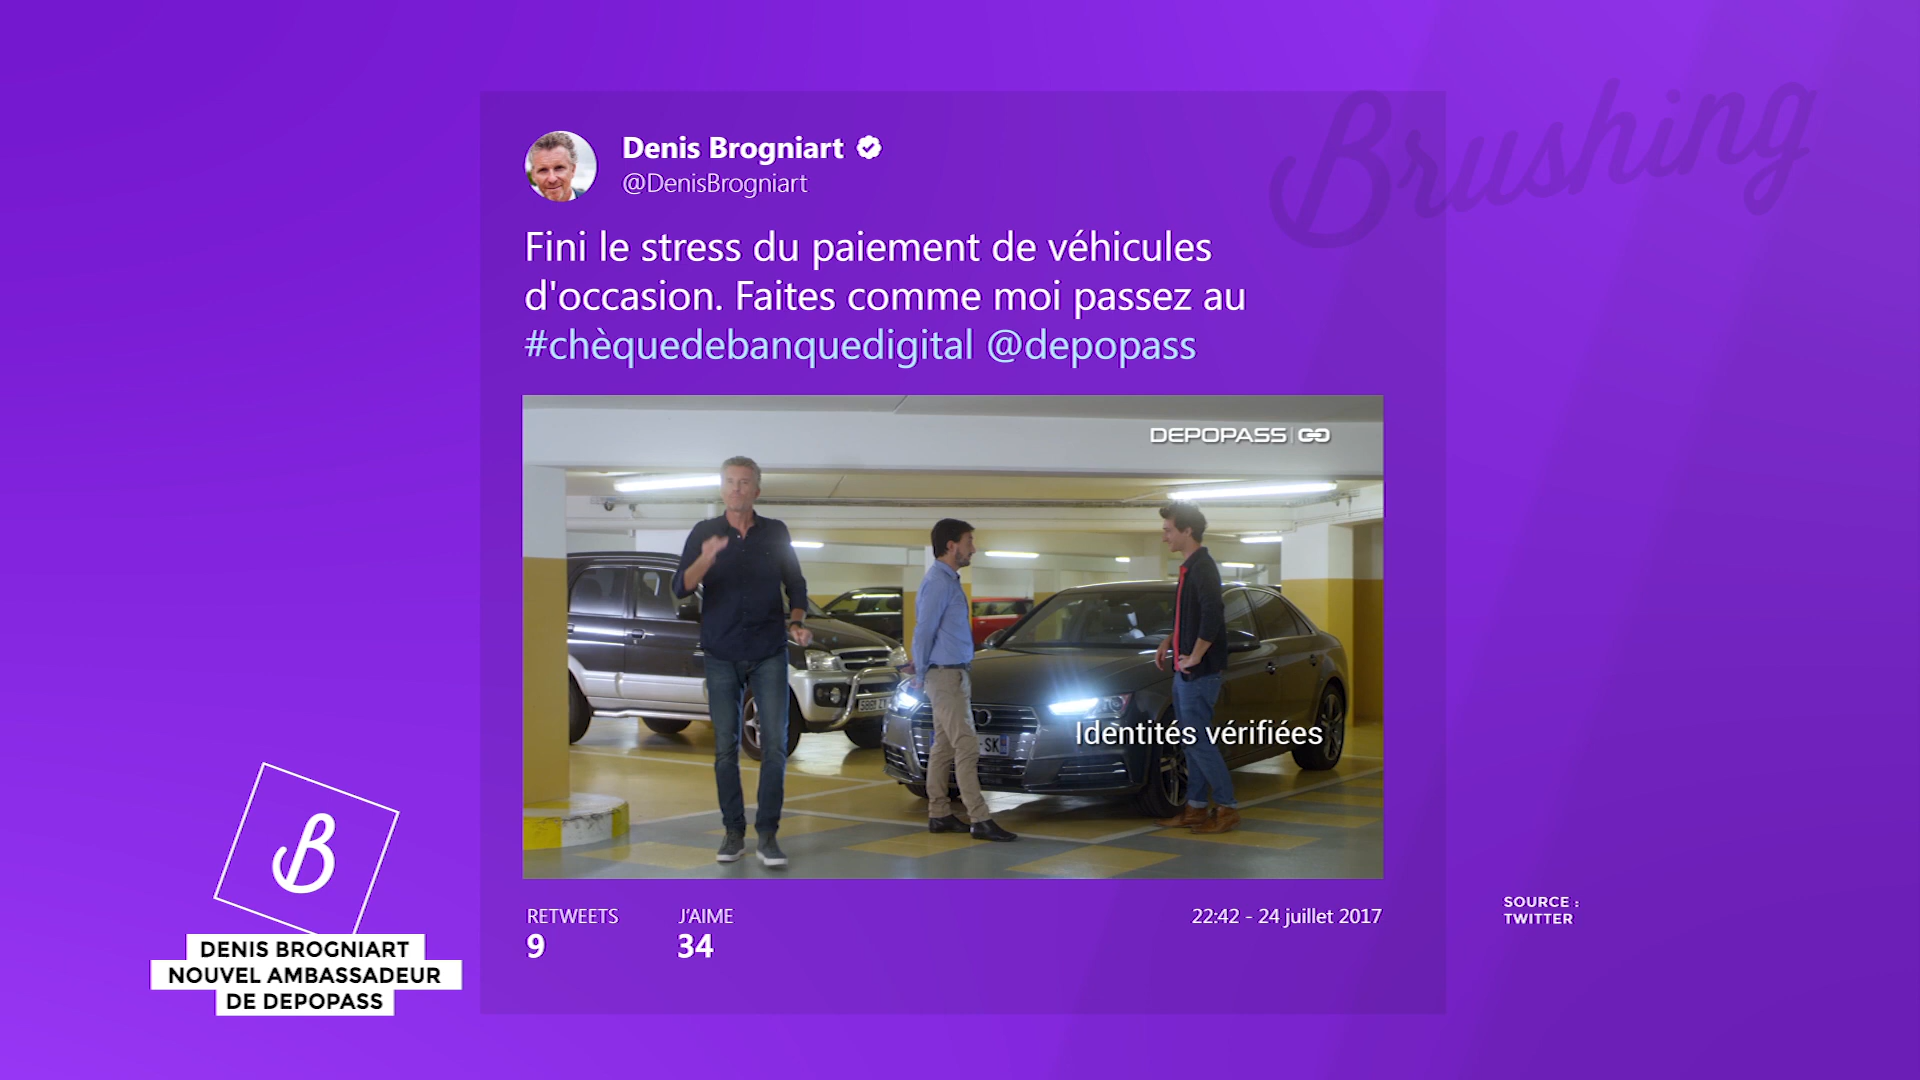 Brushing
Denis Brogniart
@DenisBrogniart
Fini le stress du paiement de véhicules
d'occasion. Faites comme moi passez au
#chèquedebanquedigital @depopass
DEPOPASS
Identités vérifiées
SK
RETWEETS
9
J'AIME
34
22:42 - 24 juillet 2017
SOURCE :
TWITTER
B
DENIS BROGNIART
NOUVEL AMBASSADEUR
DE DEPOPASS